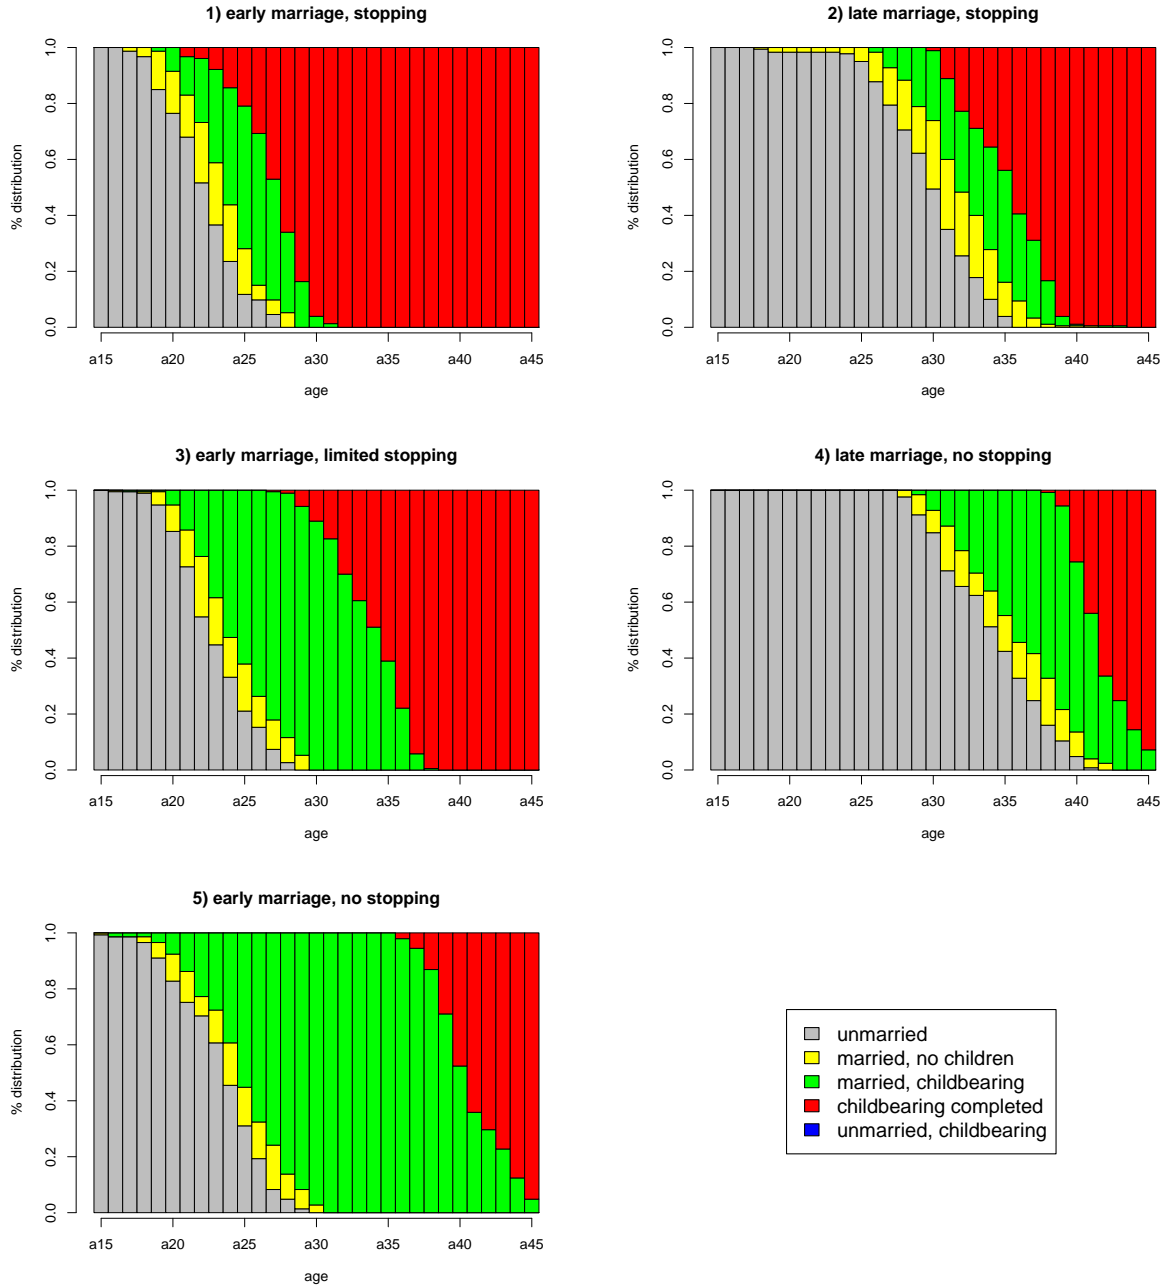 1) early marriage, stopping
% distribution
0.0 0.2 0.4 0.6 0.8 1.0
a15 a20 a25 a30 a35 a40 a45
age
2) late marriage, stopping
% distribution
0.0 0.2 0.4 0.6 0.8 1.0
a15 a20 a25 a30 a35 a40 a45
age
3) early marriage, limited stopping
% distribution
0.0 0.2 0.4 0.6 0.8 1.0
a15 a20 a25 a30 a35 a40 a45
age
4) late marriage, no stopping
% distribution
0.0 0.2 0.4 0.6 0.8 1.0
a15 a20 a25 a30 a35 a40 a45
age
5) early marriage, no stopping
% distribution
0.0 0.2 0.4 0.6 0.8 1.0
a15 a20 a25 a30 a35 a40 a45
age
unmarried
married, no children
married, childbearing
childbearing completed
unmarried, childbearing